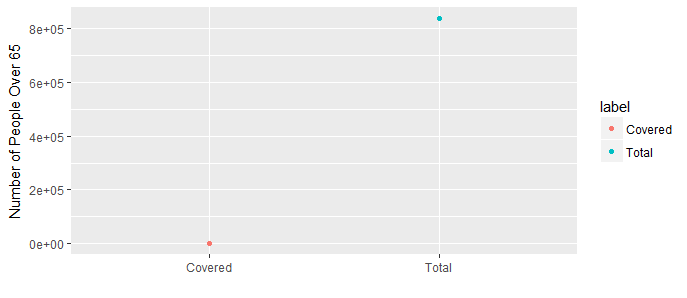 Number of People Over 65
8e+05
6e+05
4e+05
2e+05
0e+00
Covered
Total
label
Covered
Total